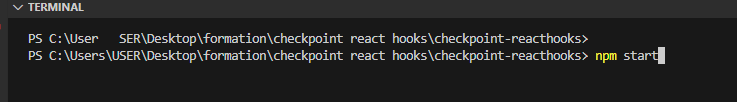 TERMINAL
PS C:\User   SER\Desktop\formation\checkpoint react hooks\checkpoint-reacthooks>
PS C:\Users\USER\Desktop\formation\checkpoint react hooks\checkpoint-reacthooks> npm start